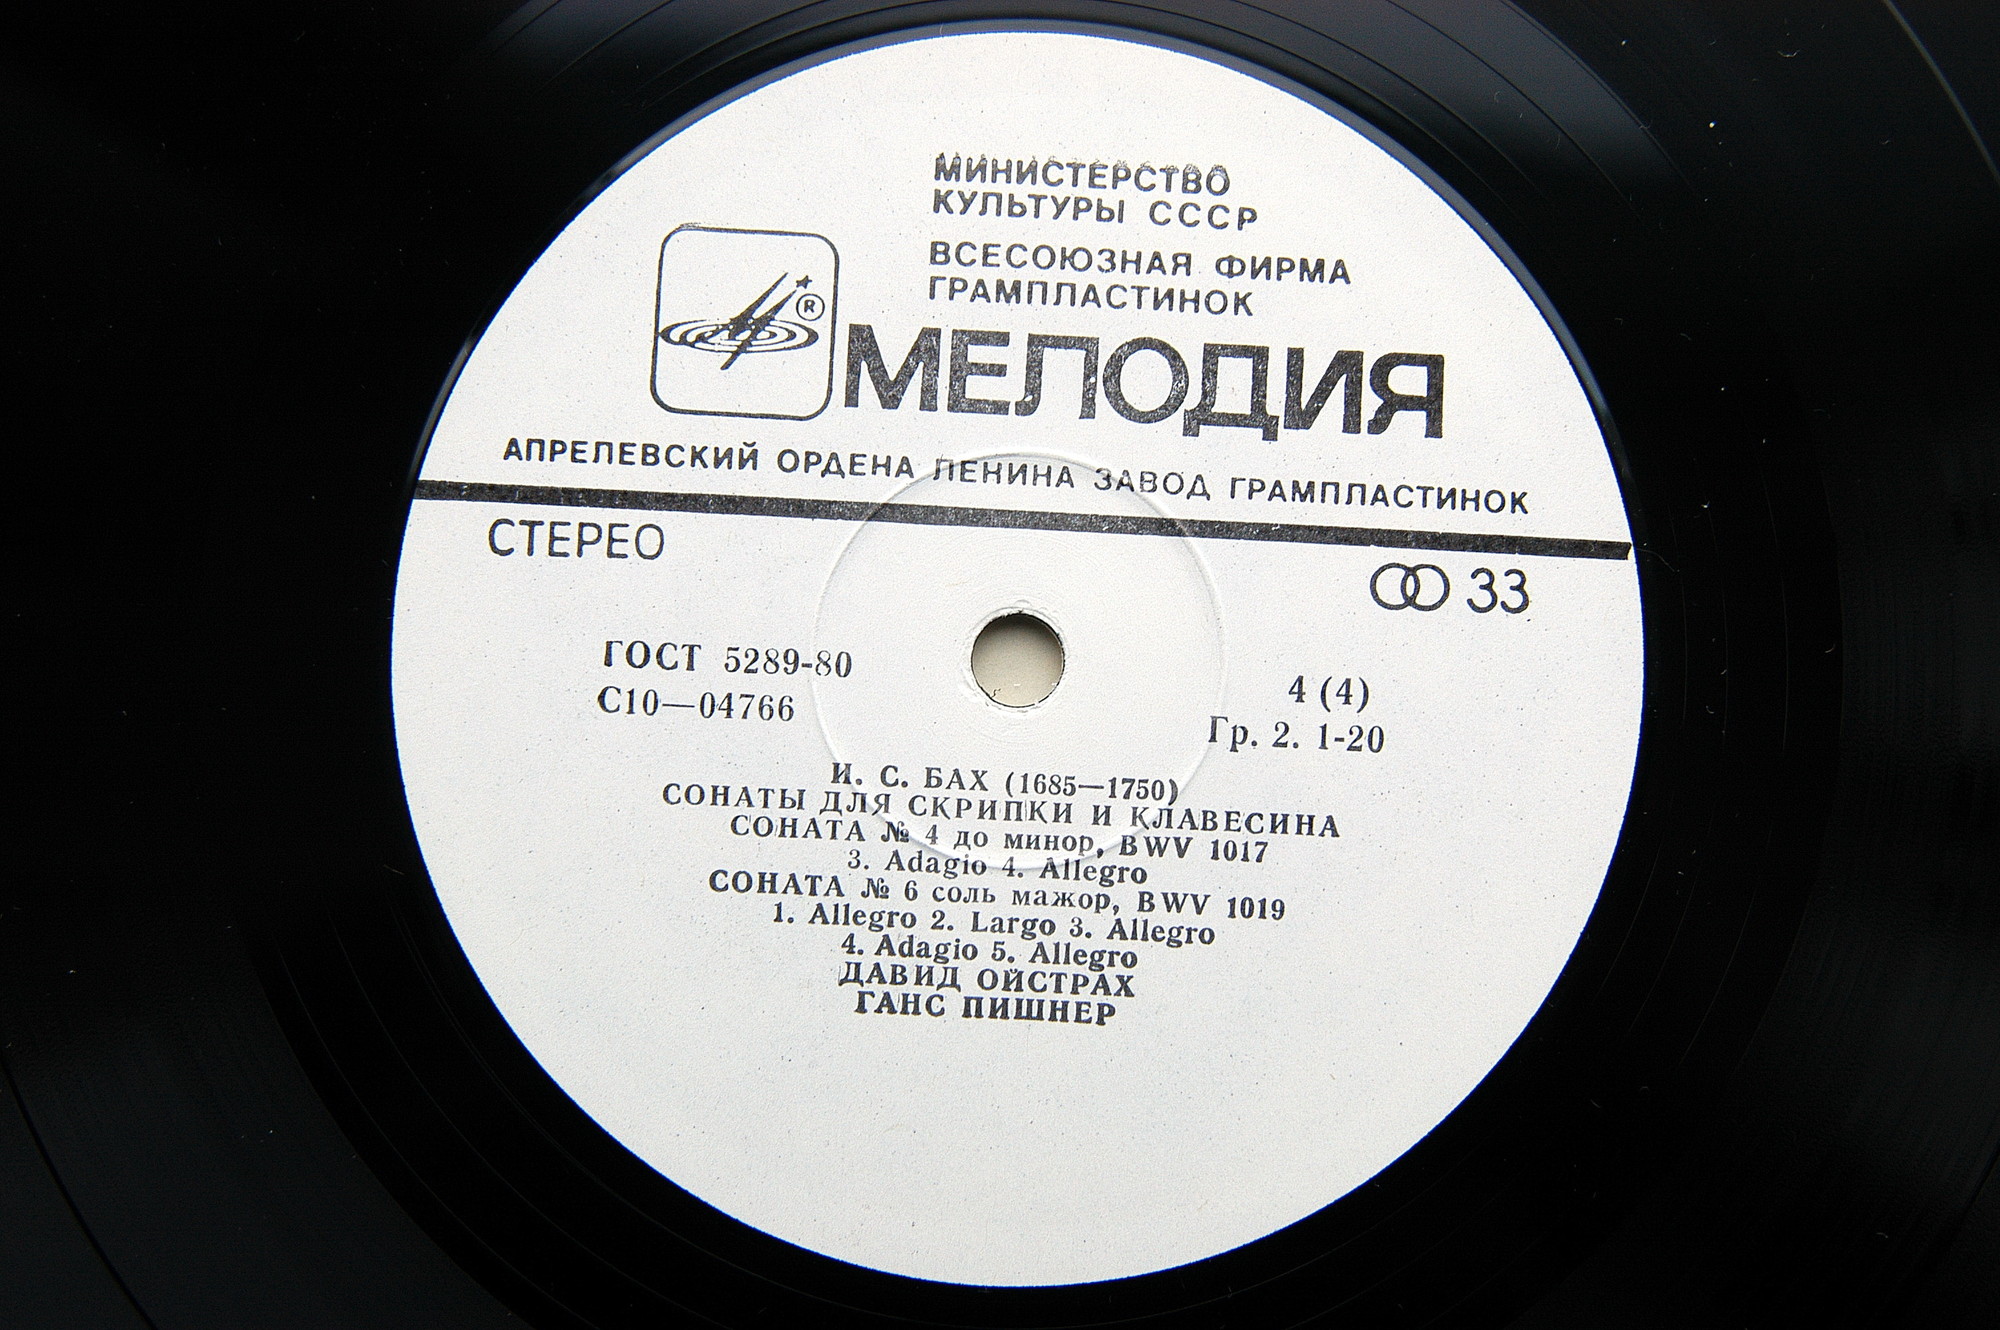 МИНИСТЕРСТВО
КУЛЬТУРЫ СССР
ВСЕСОЮЗНАЯ ФИРМА
ГРАМПЛАСТИНОК
®
МЕЛОДИЯ
АПРЕЛЕВСКИЙ ОРДЕНА ЛЕНИНА ЗАВОД ГРАМПЛАСТИНОК
СТЕРЕО
33
ГОСТ 5289-80
С10—04766
4 (4)
Гр. 2. 1-20
И. С. БАХ (1685—1750)
СОНАТЫ ДЛЯ СКРИПКИ И КЛАВЕСИНА
СОНАТА № 4 до минор, BWV 1017
3. Adagio 4. Allegro
СОНАТА № 6 соль мажор, BWV 1019
1. Allegro 2. Largo 3. Allegro
4. Adagio 5. Allegro
ДАВИД ОЙСТРАХ
ГАНС ПИШНЕР